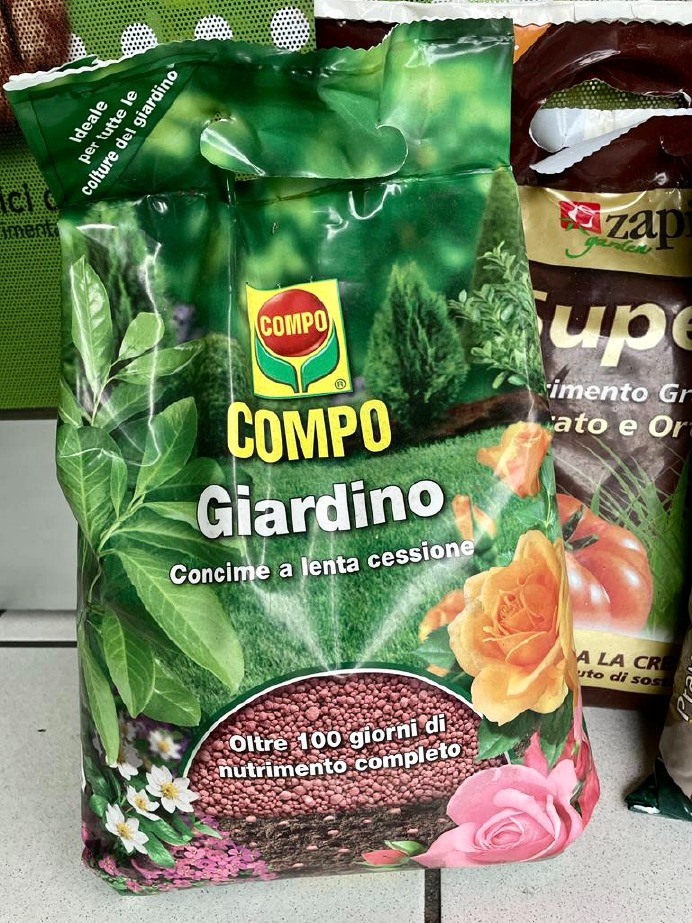 Ideale
per tutte le
colture del giardino
COMPO
®
COMPO
Giardino
Concime a lenta cessione
Oltre 100 giorni di
nutrimento completo
zap
garden
Supe
rimento Gr
rato e Or
A LA CRE
uto di sos